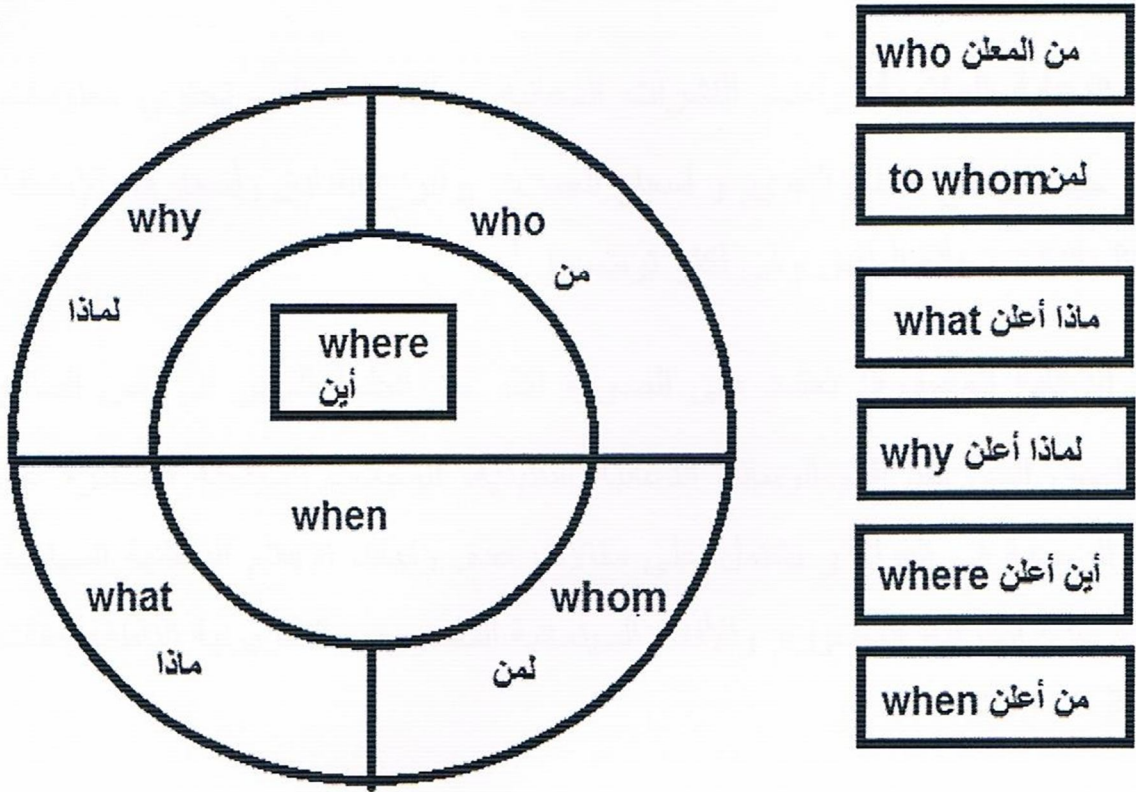 why
لماذا
who
من
where
أين
when
what
ماذا
whom
لمن
who من المعلن
to whom لمن
what ماذا أعلن
why لماذا أعلن
where أين أعلن
when من أعلن